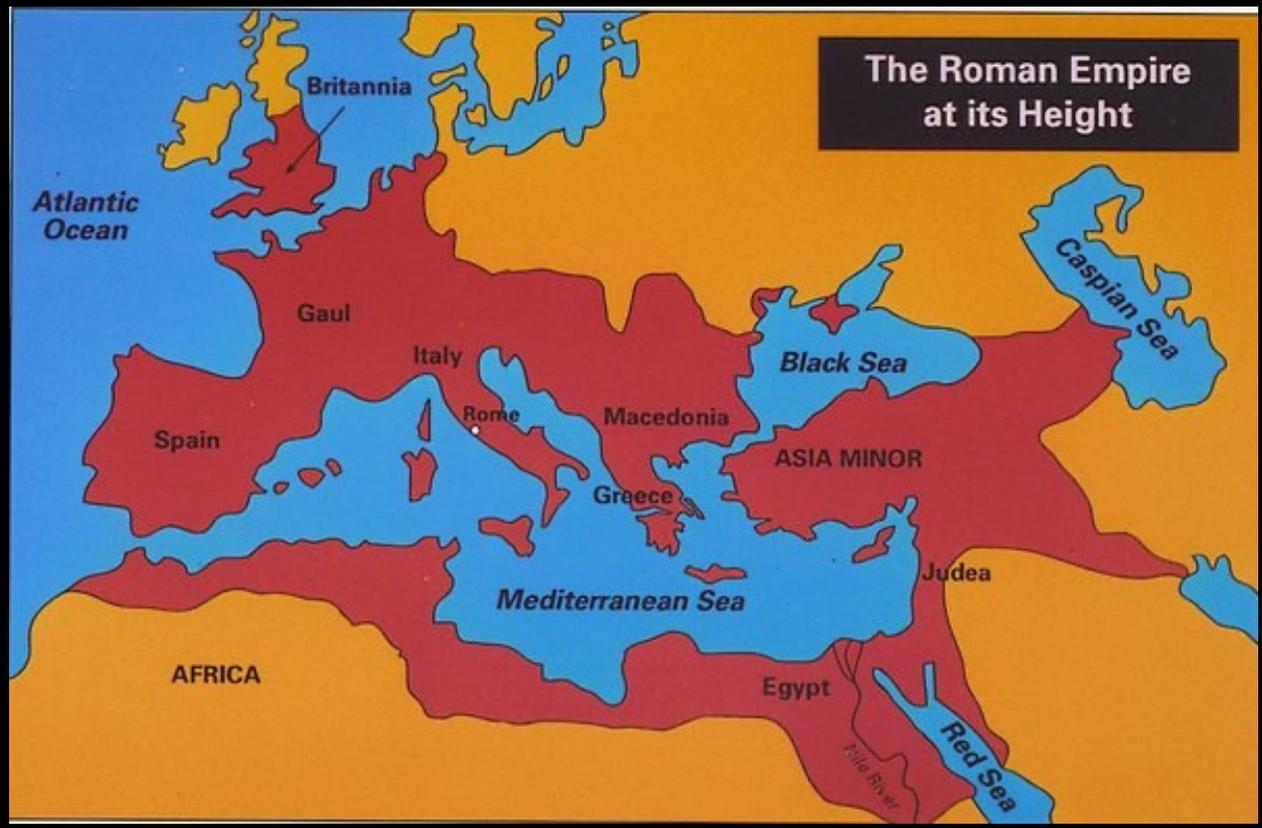 The Roman Empire
at its Height
Britannia
Atlantic
Ocean
Caspian Sea
Gaul
Italy
Black Sea
Rome
Macedonia
Spain
ASIA MINOR
Greece
Judea
Mediterranean Sea
AFRICA
Egypt
Nile River
Red Sea